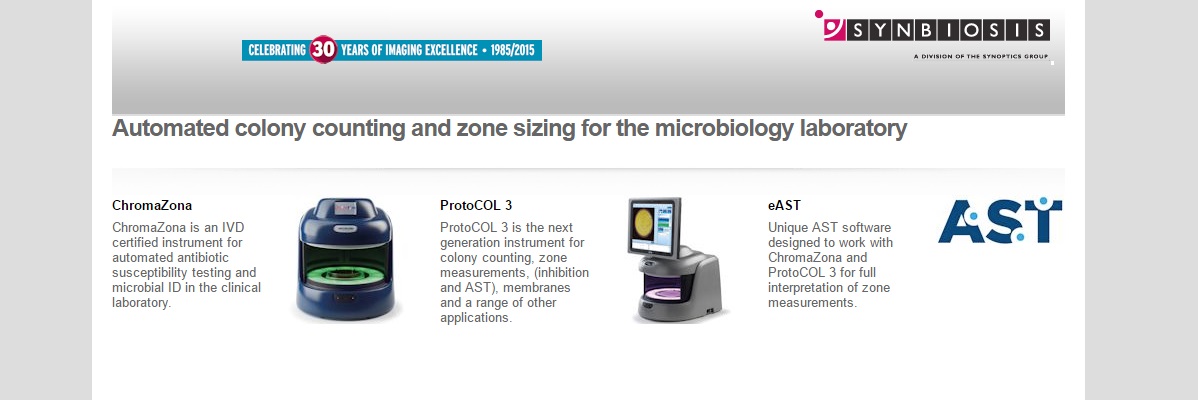 CELEBRATING 30 YEARS OF IMAGING EXCELLENCE • 1985/2015
SYNBIOSIS
A DIVISION OF THE SYNOPTICS GROUP
Automated colony counting and zone sizing for the microbiology laboratory
ChromaZona
ChromaZona is an IVD
certified instrument for
automated antibiotic
susceptibility testing and
microbial ID in the clinical
laboratory.
ProtoCOL 3
ProtoCOL 3 is the next
generation instrument for
colony counting, zone
measurements, (inhibition
and AST), membranes
and a range of other
applications.
eAST
Unique AST software
designed to work with
ChromaZona and
ProtoCOL 3 for full
interpretation of zone
measurements.
AST